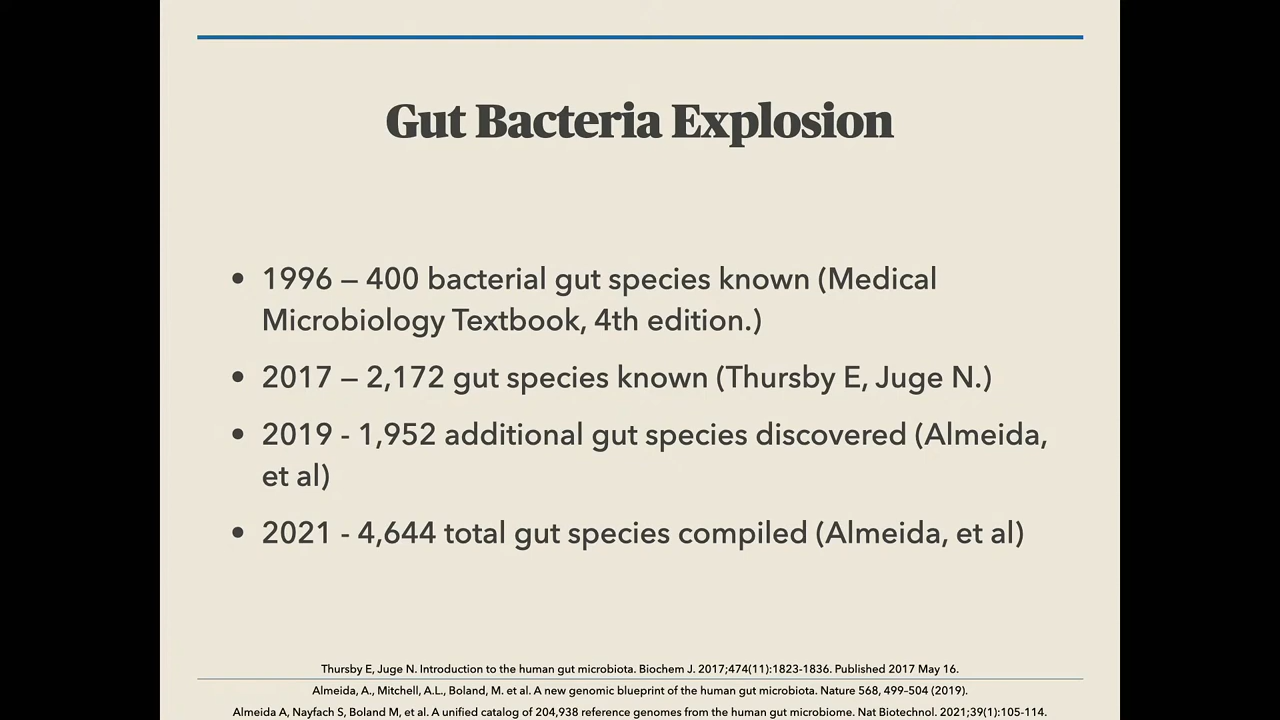 Gut Bacteria Explosion
• 1996 – 400 bacterial gut species known (Medical
Microbiology Textbook, 4th edition.)
• 2017 – 2,172 gut species known (Thursby E, Juge N.)
• 2019 - 1,952 additional gut species discovered (Almeida,
et al)
• 2021 - 4,644 total gut species compiled (Almeida, et al)
Thursby E, Juge N. Introduction to the human gut microbiota. Biochem J. 2017;474(11):1823-1836. Published 2017 May 16.
Almeida, A., Mitchell, A.L., Boland, M. et al. A new genomic blueprint of the human gut microbiota. Nature 568, 499–504 (2019).
Almeida A, Nayfach S, Boland M, et al. A unified catalog of 204,938 reference genomes from the human gut microbiome. Nat Biotechnol. 2021;39(1):105-114.